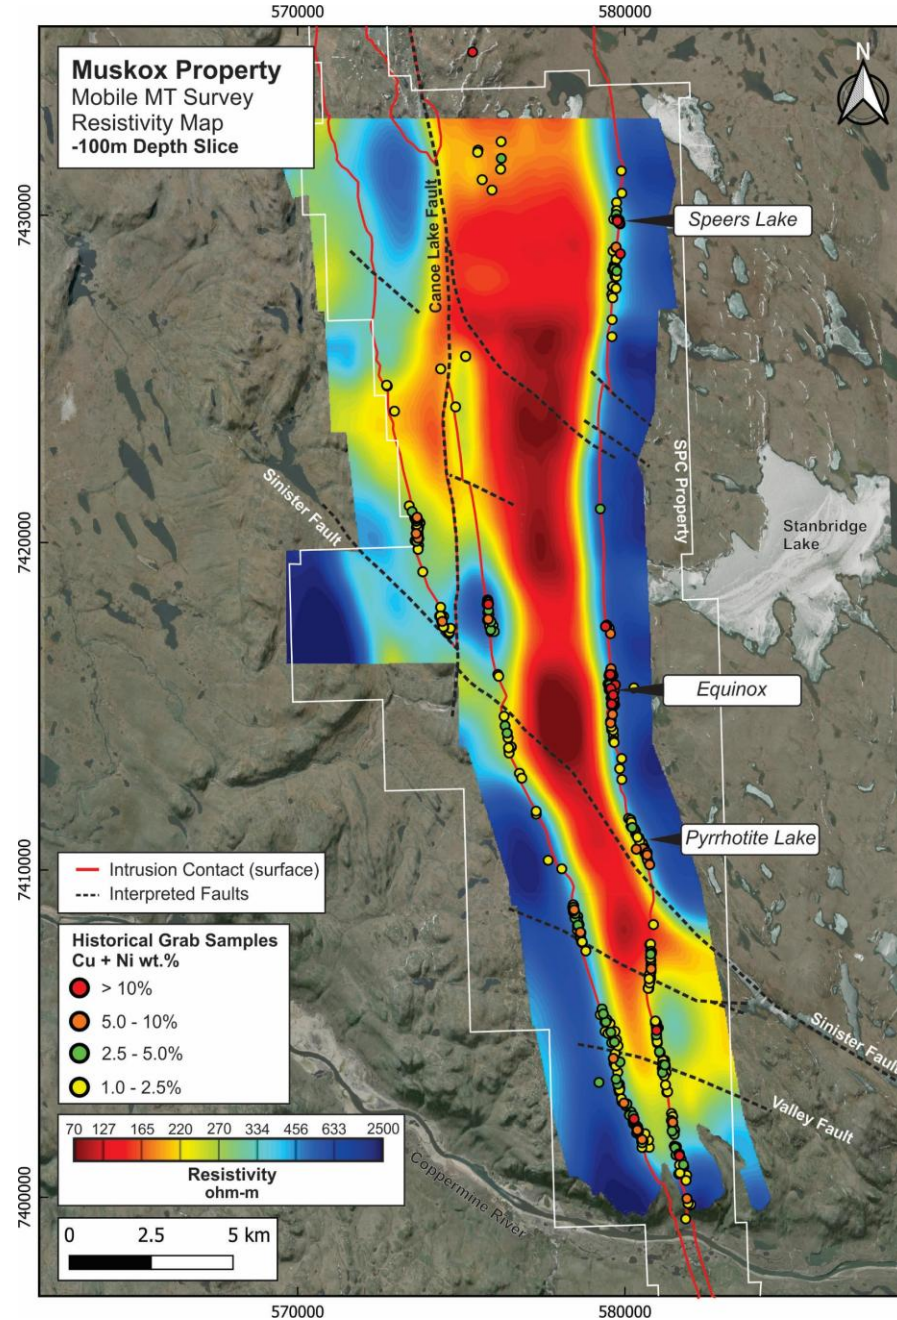 570000
580000
Muskox Property
Mobile MT Survey
Resistivity Map
-100m Depth Slice
N
7430000
Canoe Lake Fault
Speers Lake
SPC Property
Sinister Fault
Stanbridge
Lake
7420000
Equinox
Pyrrhotite Lake
7410000
Intrusion Contact (surface)
Interpreted Faults
Historical Grab Samples
Cu + Ni wt.%
> 10%
5.0 - 10%
2.5 - 5.0%
1.0 - 2.5%
Sinister Fault
Valley Fault
70 127 165 220 270 334 456 633 2500
Resistivity
ohm-m
Coppermine River
7400000
0 2.5 5 km
570000
580000